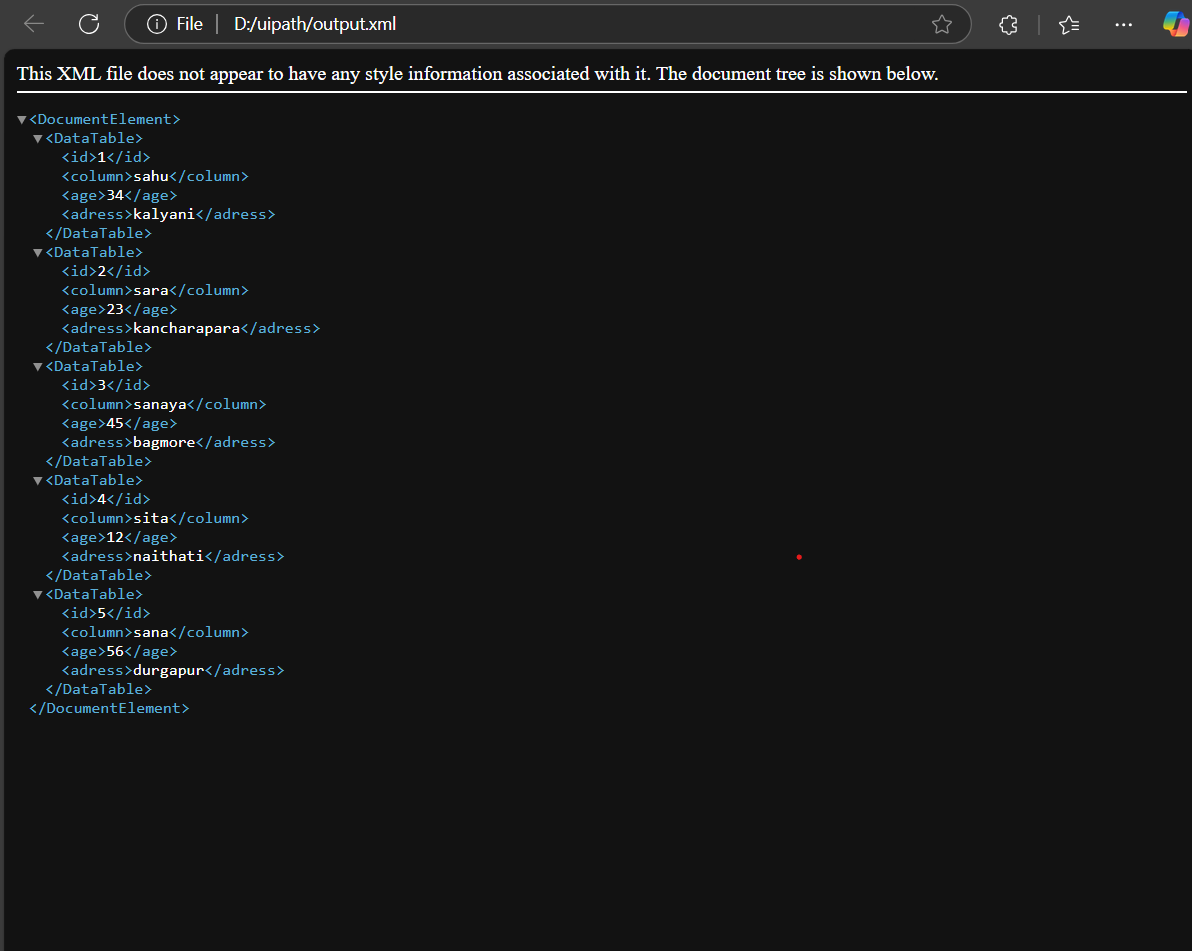 File D:/uipath/output.xml
This XML file does not appear to have any style information associated with it. The document tree is shown below.
<DocumentElement>
<DataTable>
<id>1</id>
<column>sahu</column>
<age>34</age>
<adress>kalyani</adress>
</DataTable>
<DataTable>
<id>2</id>
<column>sara</column>
<age>23</age>
<adress>kancharapara</adress>
</DataTable>
<DataTable>
<id>3</id>
<column>sanaya</column>
<age>45</age>
<adress>bagmore</adress>
</DataTable>
<DataTable>
<id>4</id>
<column>sita</column>
<age>12</age>
<adress>naithati</adress>
</DataTable>
<DataTable>
<id>5</id>
<column>sana</column>
<age>56</age>
<adress>durgapur</adress>
</DataTable>
</DocumentElement>